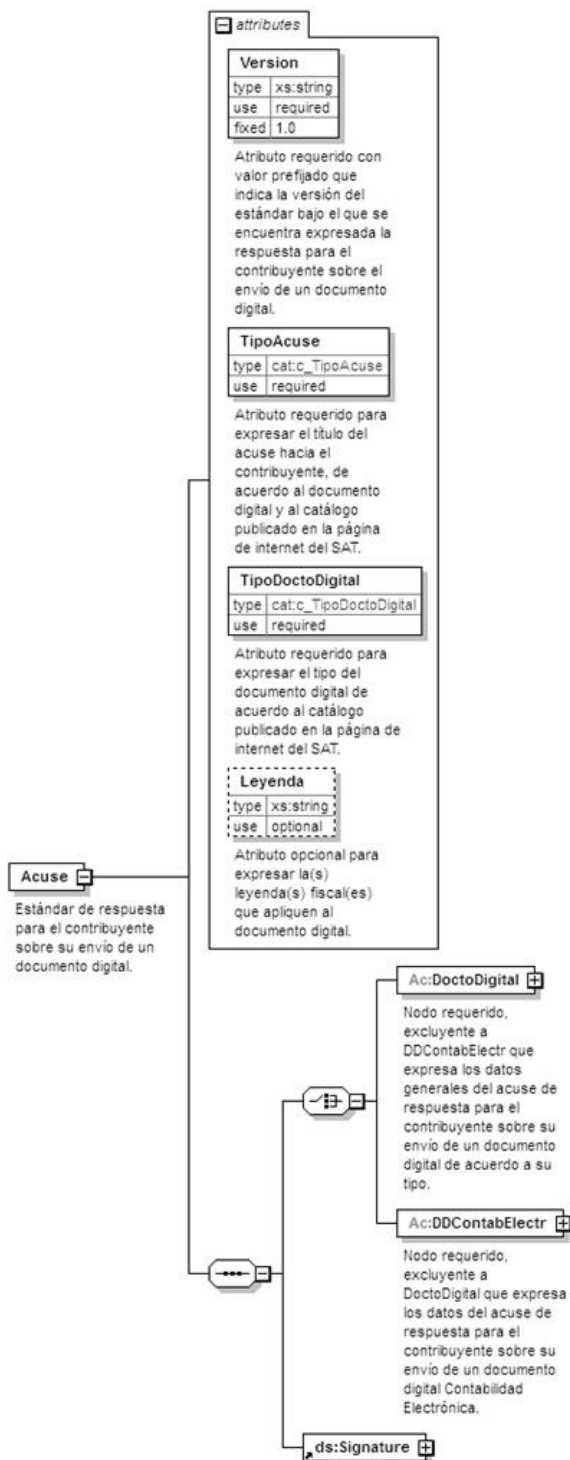 attributes
Version
type xs:string
use required
fixed 1.0
Atributo requerido con
valor prefijado que
indica la versión del
estándar bajo el que se
encuentra expresada la
respuesta para el
contribuyente sobre el
envío de un documento
digital.
TipoAcuse
type cat:c_TipoAcuse
use required
Atributo requerido para
expresar el título del
acuse hacia el
contribuyente, de
acuerdo al documento
digital y al catálogo
publicado en la página
de internet del SAT.
TipoDoctoDigital
type cat:c_TipoDoctoDigital
use required
Atributo requerido para
expresar el tipo del
documento digital de
acuerdo al catálogo
publicado en la página de
internet del SAT.
Leyenda
type xs:string
use optional
Atributo opcional para
expresar la(s)
leyenda(s) fiscal(es)
que apliquen al
documento digital.
Acuse
Estándar de respuesta
para el contribuyente
sobre su envío de un
documento digital.
Ac:DoctoDigital
Nodo requerido,
excluyente a
DDContabElectr que
expresa los datos
generales del acuse de
respuesta para el
contribuyente sobre su
envío de un documento
digital de acuerdo a su
tipo.
Ac:DDContabElectr
Nodo requerido,
excluyente a
DoctoDigital que expresa
los datos del acuse de
respuesta para el
contribuyente sobre su
envío de un documento
digital Contabilidad
Electrónica.
ds:Signature